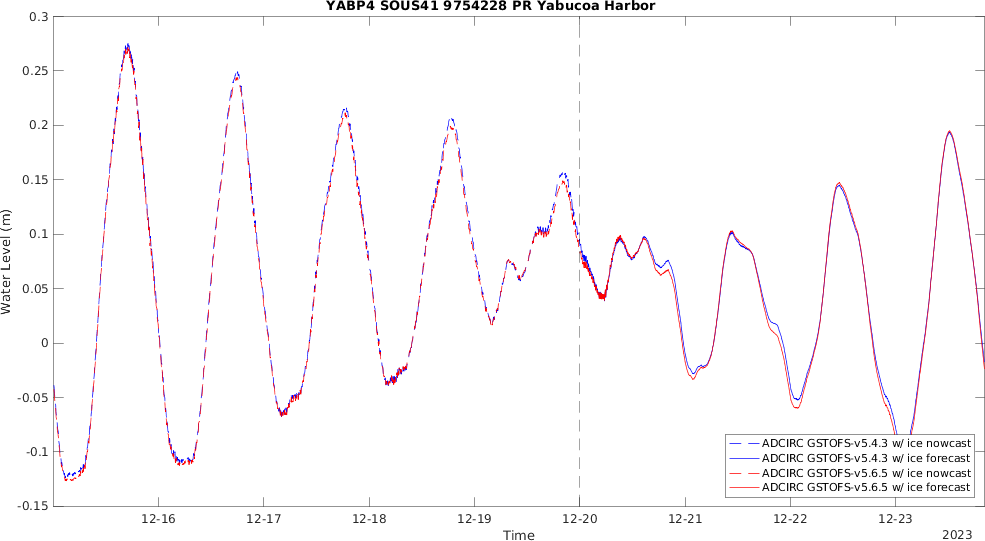 YABP4 SOUS41 9754228 PR Yabucoa Harbor
0.3
0.25
0.2
0.15
0.1
0.05
0
-0.05
-0.1
-0.15
Water Level (m)
12-16
12-17
12-18
12-19
12-20
12-21
12-22
12-23
Time
2023
ADCIRC GSTOFS-v5.4.3 w/ ice nowcast
ADCIRC GSTOFS-v5.4.3 w/ ice forecast
ADCIRC GSTOFS-v5.6.5 w/ ice nowcast
ADCIRC GSTOFS-v5.6.5 w/ ice forecast